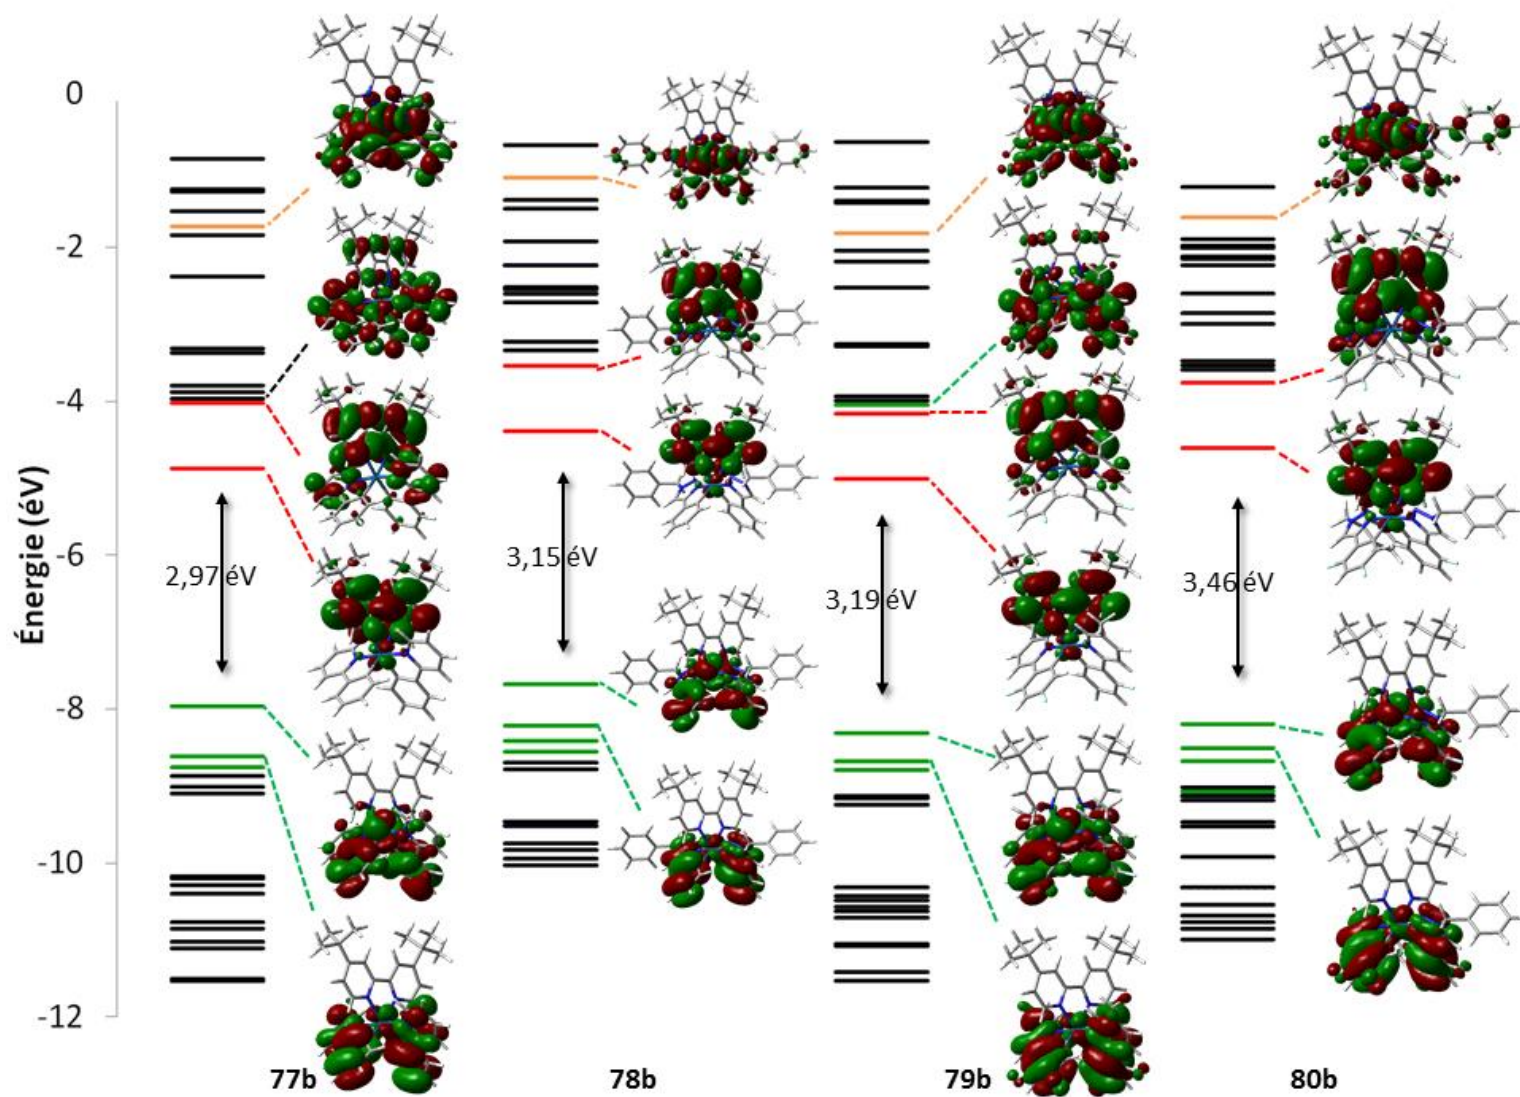 0
-2
-4
-6
-8
-10
-12
Énergie (éV)
2,97 éV
3,15 éV
3,19 éV
3,46 éV
77b
78b
79b
80b